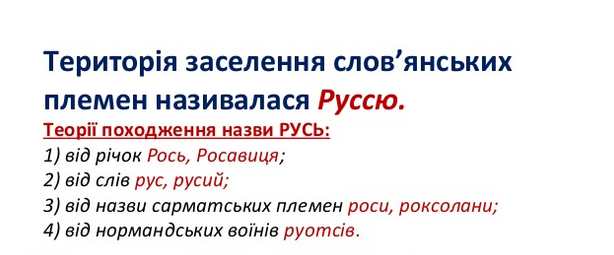 Територія заселення слов’янських
племен називалася Руссю.
Теорії походження назви РУСЬ:
1) від річок Рось, Росавиця;
2) від слів рус, русий;
3) від назви сарматських племен роси, роксолани;
4) від нормандських воїнів руотсів.